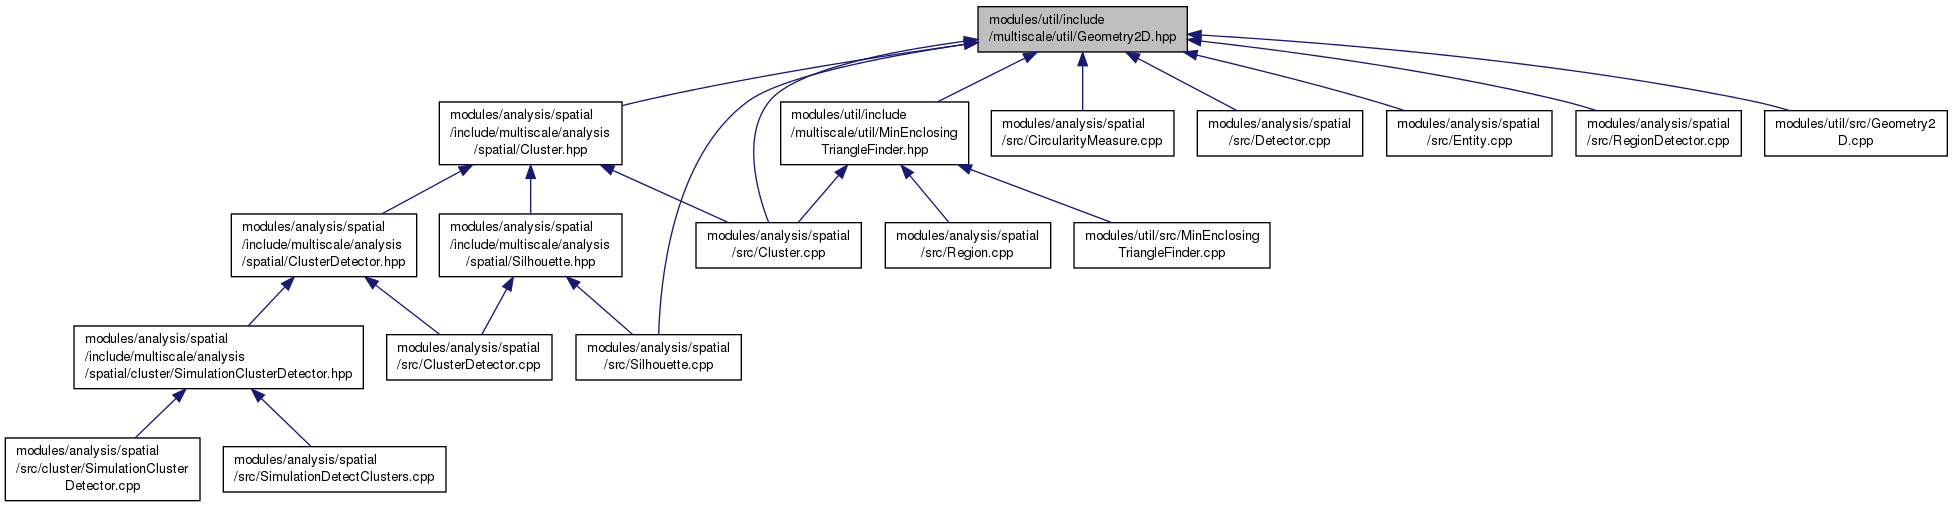 modules/util/include
/multiscale/util/Geometry2D.hpp
modules/analysis/spatial
/include/multiscale/analysis
/spatial/Cluster.hpp
modules/util/include
/multiscale/util/MinEnclosing
TriangleFinder.hpp
modules/analysis/spatial
/src/CircularityMeasure.cpp
modules/analysis/spatial
/src/Detector.cpp
modules/analysis/spatial
/src/Entity.cpp
modules/analysis/spatial
/src/RegionDetector.cpp
modules/util/src/Geometry2
D.cpp
modules/analysis/spatial
/include/multiscale/analysis
/spatial/ClusterDetector.hpp
modules/analysis/spatial
/include/multiscale/analysis
/spatial/Silhouette.hpp
modules/analysis/spatial
/src/Cluster.cpp
modules/analysis/spatial
/src/Region.cpp
modules/util/src/MinEnclosing
TriangleFinder.cpp
modules/analysis/spatial
/include/multiscale/analysis
/spatial/cluster/SimulationClusterDetector.hpp
modules/analysis/spatial
/src/ClusterDetector.cpp
modules/analysis/spatial
/src/Silhouette.cpp
modules/analysis/spatial
/src/cluster/SimulationCluster
Detector.cpp
modules/analysis/spatial
/src/SimulationDetectClusters.cpp